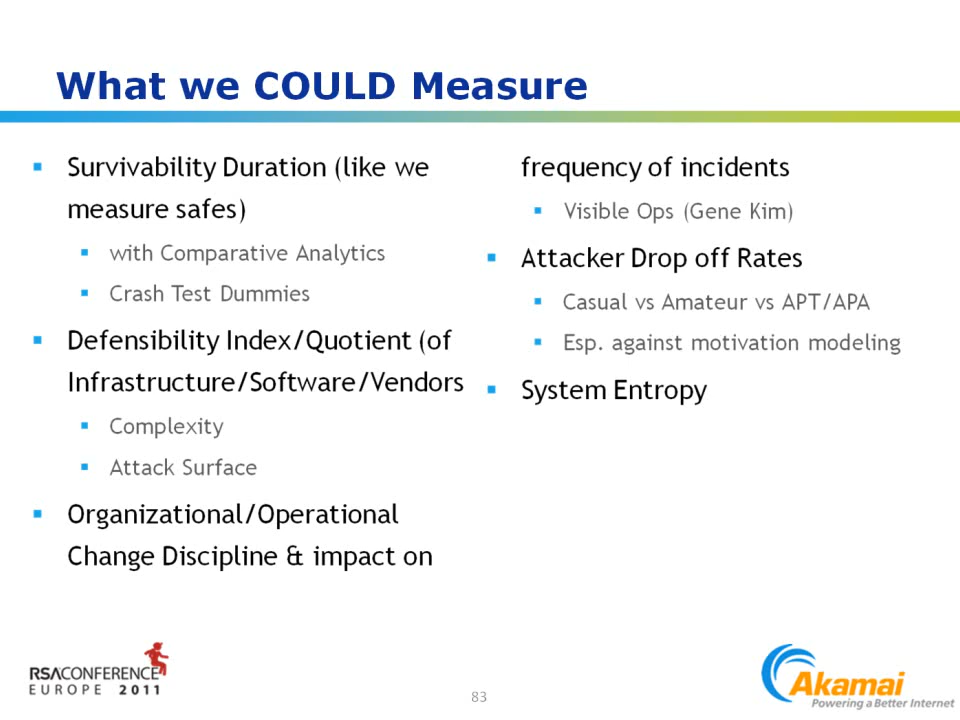 What we COULD Measure
Survivability Duration (like we
measure safes)
with Comparative Analytics
Crash Test Dummies
Defensibility Index/Quotient (of
Infrastructure/Software/Vendors
Complexity
Attack Surface
Organizational/Operational
Change Discipline & impact on
frequency of incidents
Visible Ops (Gene Kim)
Attacker Drop off Rates
Casual vs Amateur vs APT/APA
Esp. against motivation modeling
System Entropy
RSACONFERENCE
EUROPE 2011
83
Akamai
Powering a Better Internet